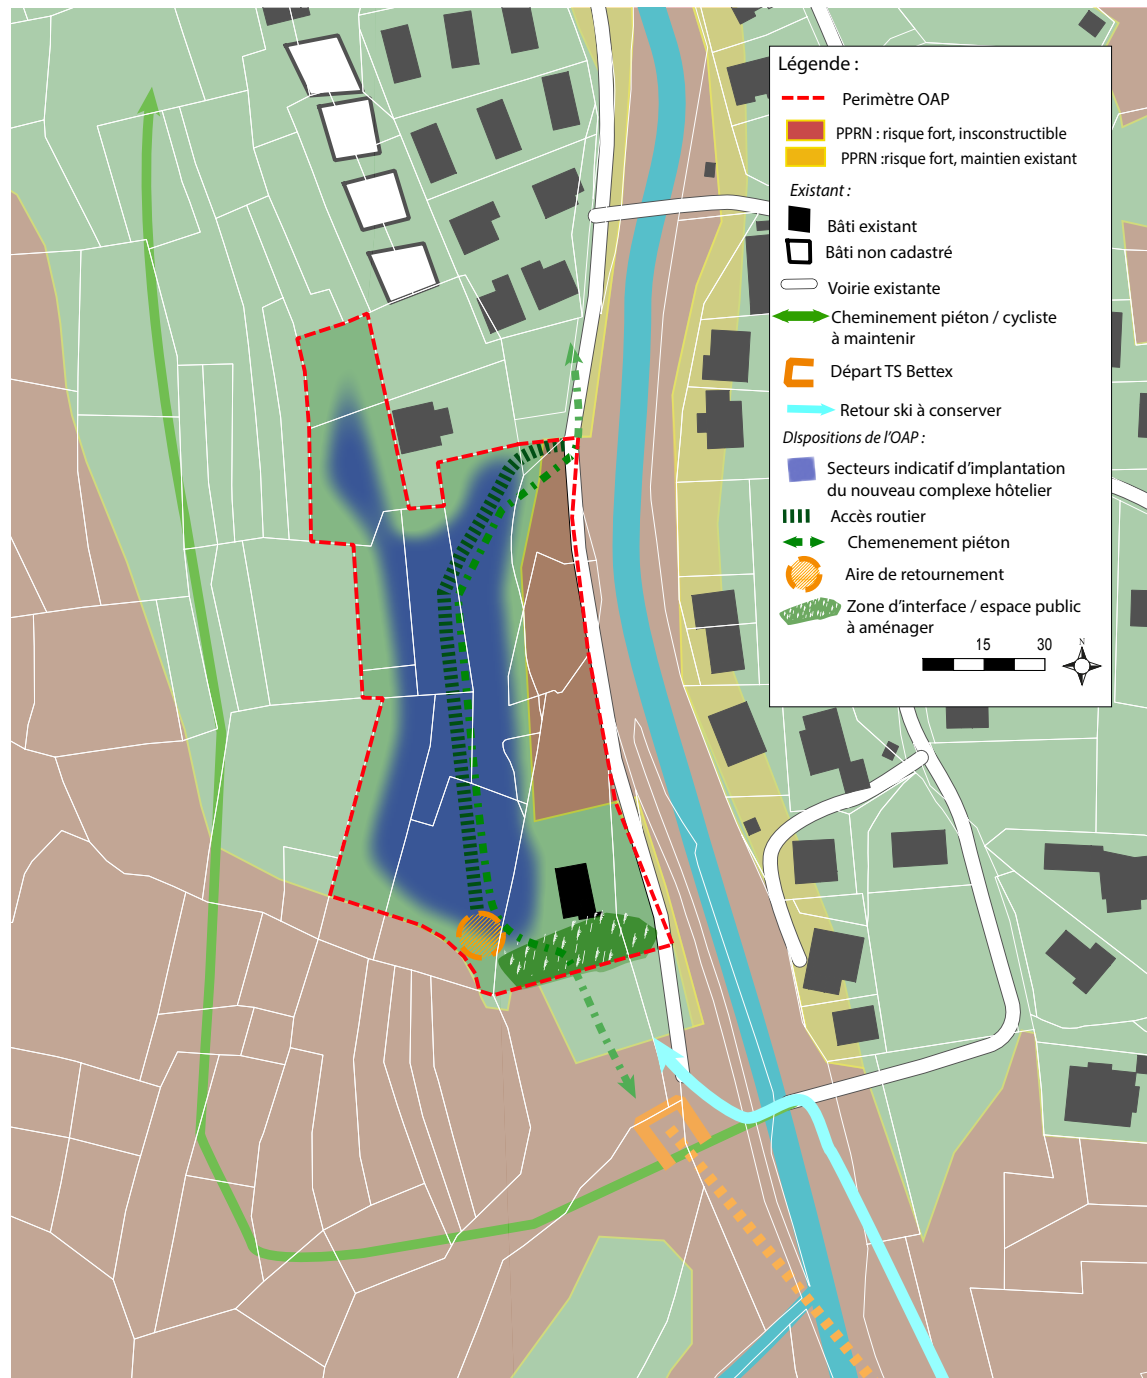 Légende :
Perimètre OAP
PPRN : risque fort, insconstructible
PPRN :risque fort, maintien existant
Existant :
Bâti existant
Bâti non cadastré
Voirie existante
Cheminement piéton / cycliste
à maintenir
Départ TS Bettex
Retour ski à conserver
DIspositions de l'OAP :
Secteurs indicatif d'implantation
du nouveau complexe hôtelier
Accès routier
Chemenement piéton
Aire de retournement
Zone d'interface / espace public
à aménager
15 30
N